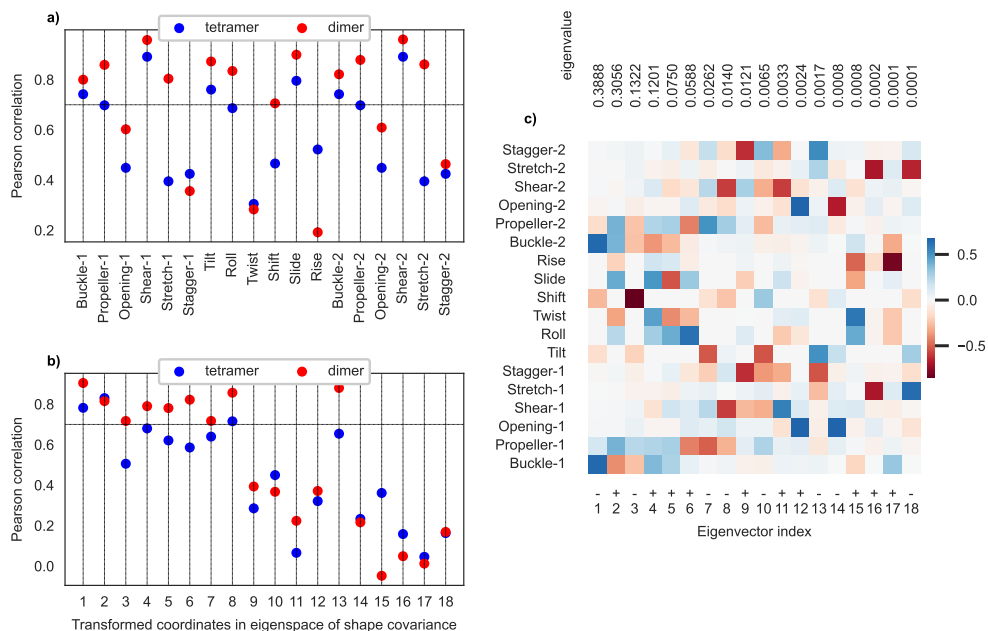 a)
tetramer dimer
Pearson correlation
0.8
0.6
0.4
0.2
Buckle-1
Propeller-1
Opening-1
Shear-1
Stretch-1
Stagger-1
Tilt
Roll
Twist
Shift
Slide
Rise
Buckle-2
Propeller-2
Opening-2
Shear-2
Stretch-2
Stagger-2
b)
tetramer dimer
Pearson correlation
0.8
0.6
0.4
0.2
0.0
1 2 3 4 5 6 7 8 9 10 11 12 13 14 15 16 17 18
Transformed coordinates in eigenspace of shape covariance
eigenvalue
0.3888
0.3056
0.1322
0.1201
0.0750
0.0588
0.0262
0.0140
0.0121
0.0065
0.0033
0.0024
0.0017
0.0008
0.0008
0.0002
0.0001
0.0001
c)
Stagger-2
Stretch-2
Shear-2
Opening-2
Propeller-2
Buckle-2
Rise
Slide
Shift
Twist
Roll
Tilt
Stagger-1
Stretch-1
Shear-1
Opening-1
Propeller-1
Buckle-1
- + - + + + - - + - + + - - + + + -
1 2 3 4 5 6 7 8 9 10 11 12 13 14 15 16 17 18
Eigenvector index
0.5
0.0
−0.5